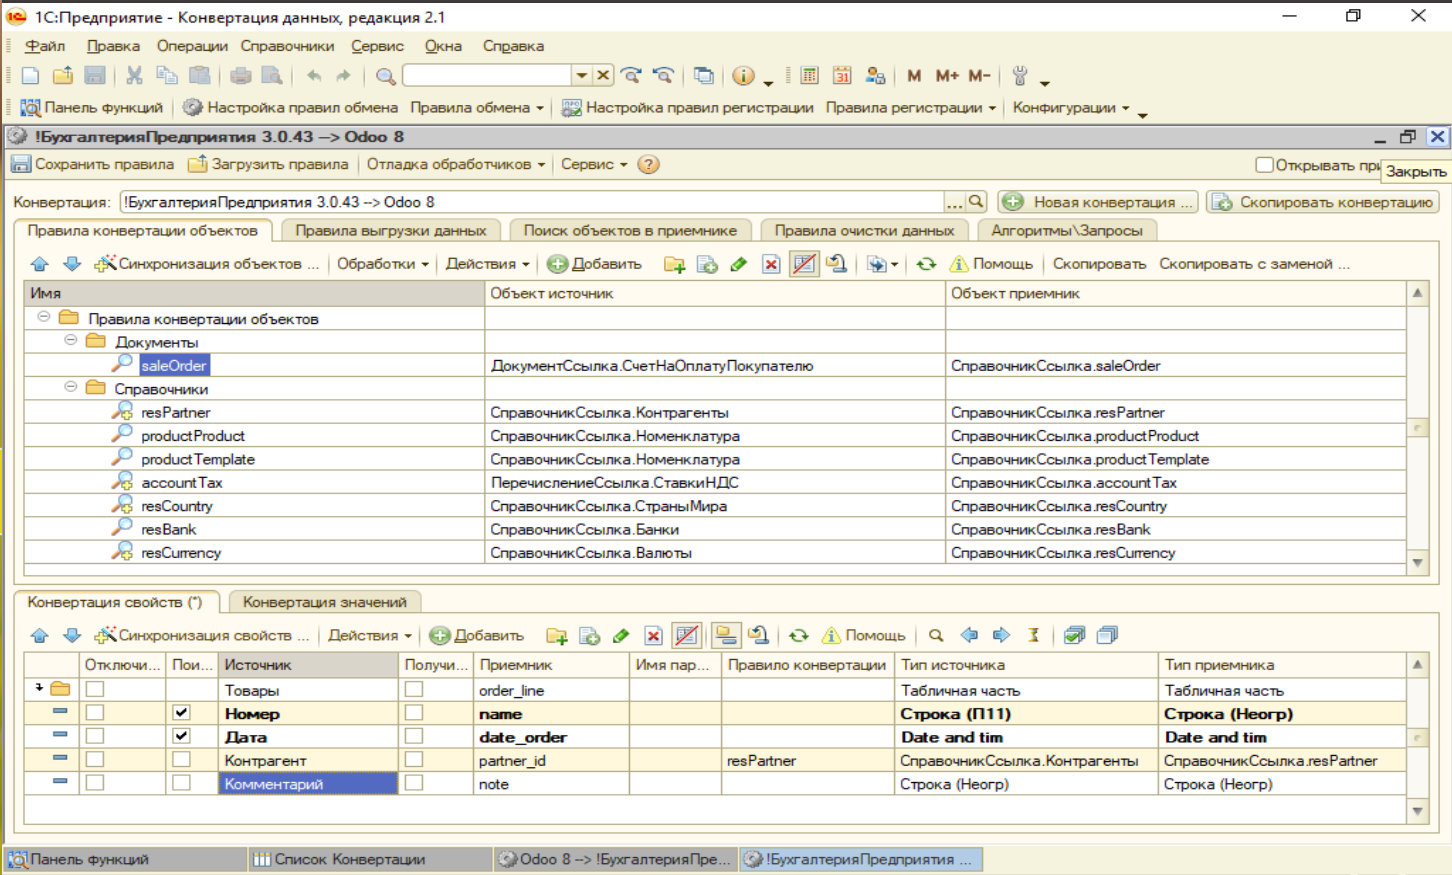 1С:Предприятие - Конвертация данных, редакция 2.1
Файл Правка Операции Справочники Сервис Окна Справка
31 M M+ M-
Панель функций Настройка правил обмена Правила обмена Настройка правил регистрации Правила регистрации Конфигурации
!БухгалтерияПредприятия 3.0.43 --> Odoo 8
Сохранить правила Загрузить правила Отладка обработчиков Сервис ? Открывать пр
Закрыть
Конвертация: !БухгалтерияПредприятия 3.0.43 --> Odoo 8 ... Новая конвертация ... Скопировать конвертацию
Правила конвертации объектов Правила выгрузки данных Поиск объектов в приемнике Правила очистки данных Алгоритмы\Запросы
Синхронизация объектов ... Обработки Действия Добавить Помощь Скопировать Скопировать с заменой ...
Имя Объект источник Объект приемник
Правила конвертации объектов
Документы
saleOrder ДокументСсылка.СчетНаОплатуПокупателю СправочникСсылка.saleOrder
Справочники
resPartner СправочникСсылка.Контрагенты СправочникСсылка.resPartner
productProduct СправочникСсылка.Номенклатура СправочникСсылка.productProduct
productTemplate СправочникСсылка.Номенклатура СправочникСсылка.productTemplate
accountTax ПеречислениеСсылка.СтавкиНДС СправочникСсылка.accountTax
resCountry СправочникСсылка.СтраныМира СправочникСсылка.resCountry
resBank СправочникСсылка.Банки СправочникСсылка.resBank
resCurrency СправочникСсылка.Валюты СправочникСсылка.resCurrency
Конвертация свойств (*) Конвертация значений
Синхронизация свойств ... Действия Добавить Помощь
Отключи... Пои... Источник Получи... Приемник Имя пар... Правило конвертации Тип источника Тип приемника
Товары order_line Табличная часть Табличная часть
Номер name Строка (П11) Строка (Неогр)
Дата date_order Date and tim Date and tim
Контрагент partner_id resPartner СправочникСсылка.Контрагенты СправочникСсылка.resPartner
Комментарий note Строка (Неогр) Строка (Неогр)
Панель функций Список Конвертации Odoo 8 --> !БухгалтерияПре... !БухгалтерияПредприятия ...